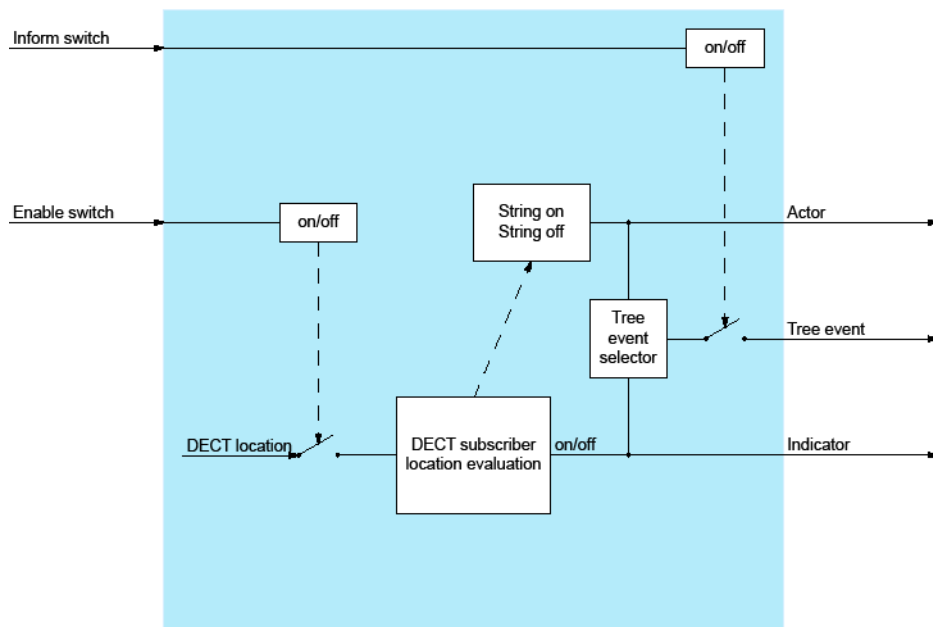 Inform switch
on/off
Enable switch
on/off
String on
String off
Actor
Tree
event
selector
Tree event
DECT location
DECT subscriber
location evaluation
on/off
Indicator